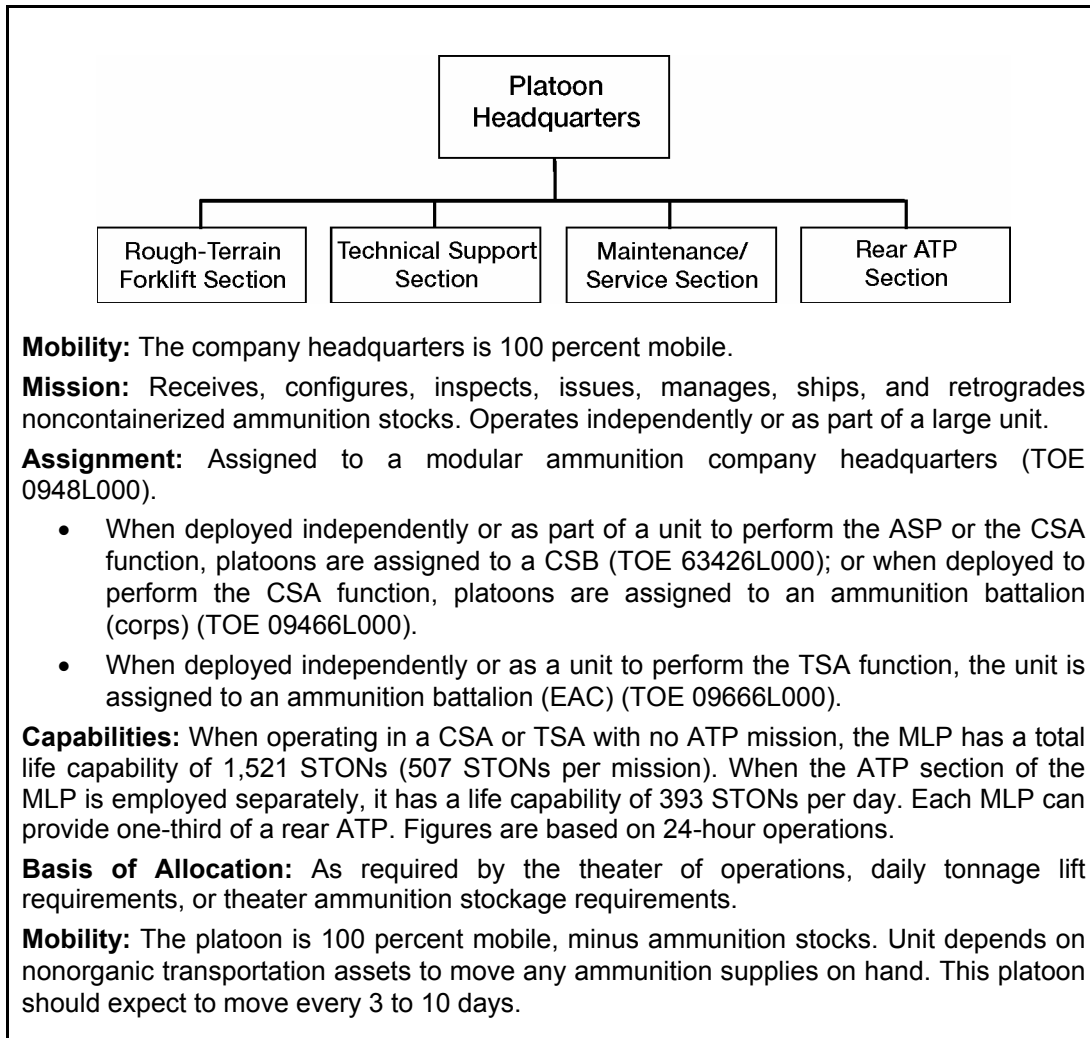 Platoon
Headquarters
Rough-Terrain
Forklift Section
Technical Support
Section
Maintenance/
Service Section
Rear ATP
Section
Mobility: The company headquarters is 100 percent mobile.
Mission: Receives, configures, inspects, issues, manages, ships, and retrogrades
noncontainerized ammunition stocks. Operates independently or as part of a large unit.
Assignment: Assigned to a modular ammunition company headquarters (TOE
0948L000).
• When deployed independently or as part of a unit to perform the ASP or the CSA
function, platoons are assigned to a CSB (TOE 63426L000); or when deployed to
perform the CSA function, platoons are assigned to an ammunition battalion
(corps) (TOE 09466L000).
• When deployed independently or as a unit to perform the TSA function, the unit is
assigned to an ammunition battalion (EAC) (TOE 09666L000).
Capabilities: When operating in a CSA or TSA with no ATP mission, the MLP has a total
life capability of 1,521 STONs (507 STONs per mission). When the ATP section of the
MLP is employed separately, it has a life capability of 393 STONs per day. Each MLP can
provide one-third of a rear ATP. Figures are based on 24-hour operations.
Basis of Allocation: As required by the theater of operations, daily tonnage lift
requirements, or theater ammunition stockage requirements.
Mobility: The platoon is 100 percent mobile, minus ammunition stocks. Unit depends on
nonorganic transportation assets to move any ammunition supplies on hand. This platoon
should expect to move every 3 to 10 days.